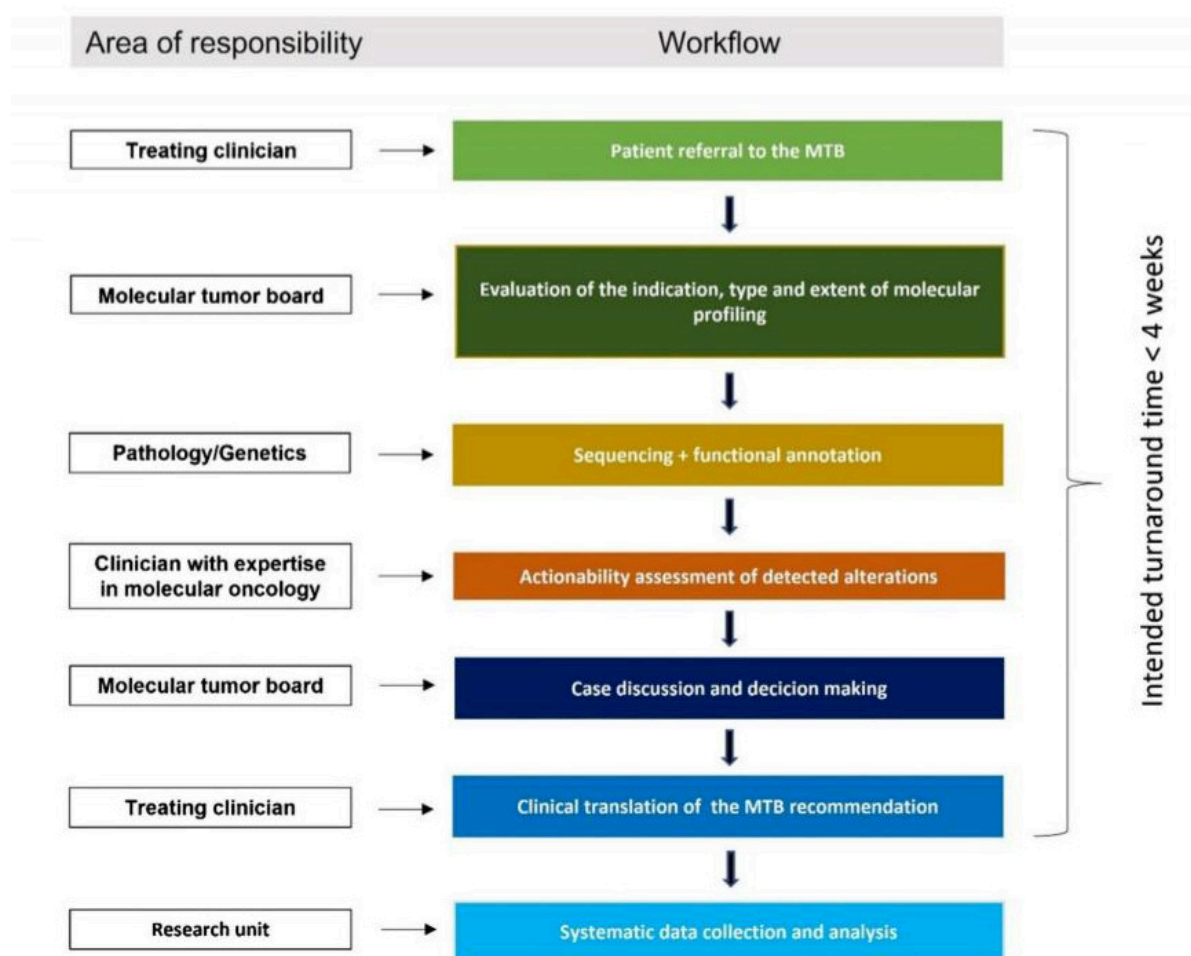 Area of responsibility
Workflow
Treating clinician
Patient referral to the MTB
Molecular tumor board
Evaluation of the indication, type and extent of molecular
profiling
Pathology/Genetics
Sequencing + functional annotation
Clinician with expertise
in molecular oncology
Actionability assessment of detected alterations
Molecular tumor board
Case discussion and decicion making
Treating clinician
Clinical translation of the MTB recommendation
Research unit
Systematic data collection and analysis
Intended turnaround time < 4 weeks